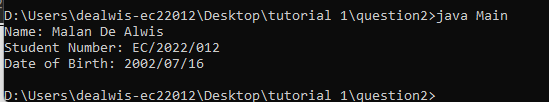 D:\Users\dealwis-ec22012\Desktop\tutorial 1\question2>java Main
Name: Malan De Alwis
Student Number: EC/2022/012
Date of Birth: 2002/07/16
D:\Users\dealwis-ec22012\Desktop\tutorial 1\question2>